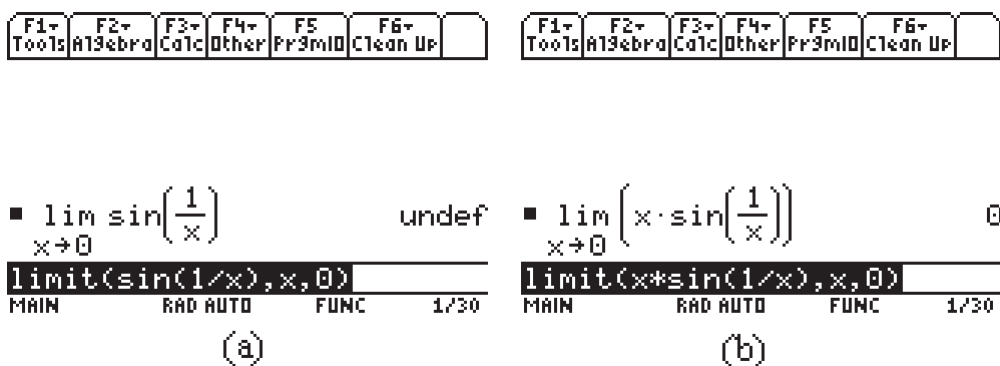 F1 Tools F2 Algebra F3 Calc F4 Other F5 PrgmIO F6 Clean Up
lim x→0 sin(1/x) undef
limit(sin(1/x),x,0)
MAIN RAD AUTO FUNC 1/30
(a)
F1 Tools F2 Algebra F3 Calc F4 Other F5 PrgmIO F6 Clean Up
lim x→0 (x·sin(1/x)) 0
limit(x*sin(1/x),x,0)
MAIN RAD AUTO FUNC 1/30
(b)